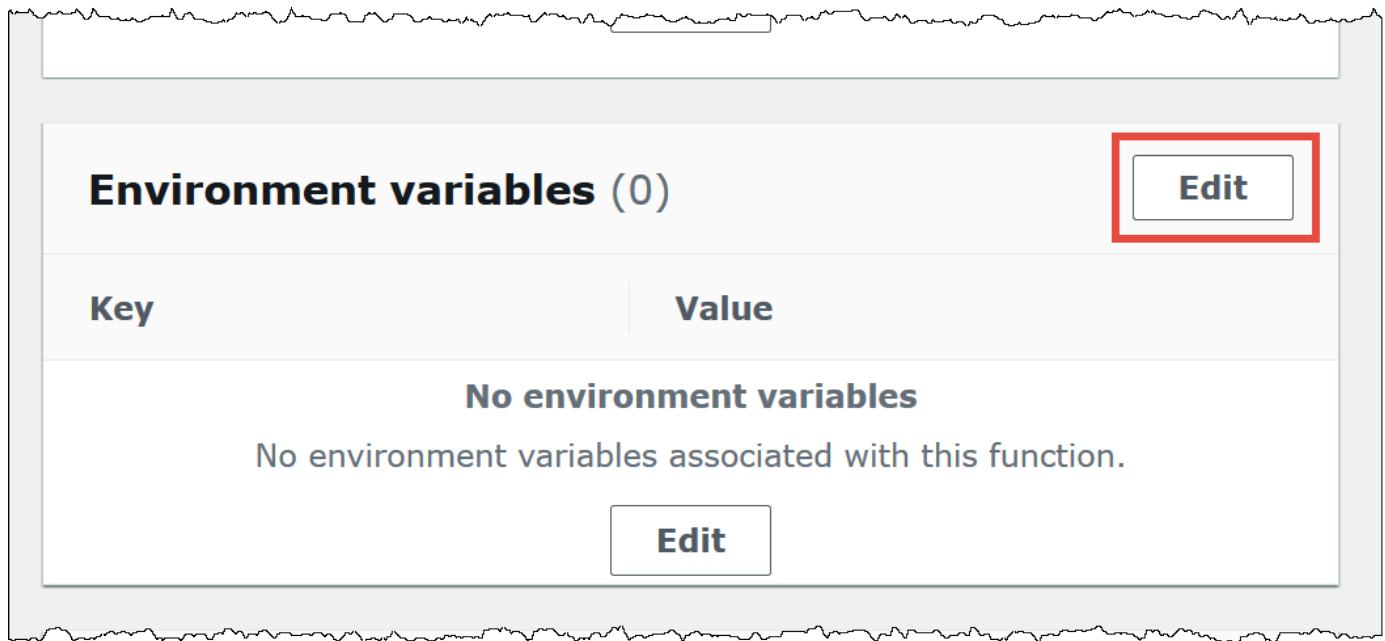 Environment variables (0)
Edit
Key
Value
No environment variables
No environment variables associated with this function.
Edit